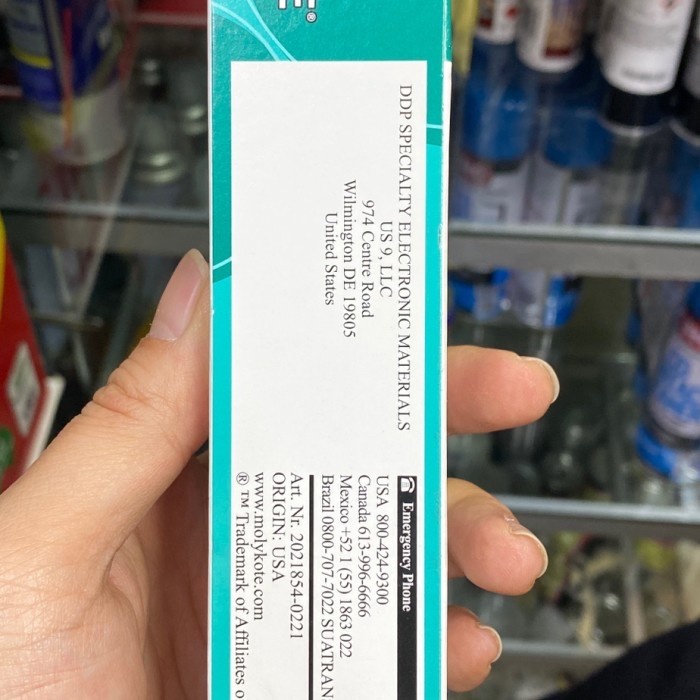 DDP SPECIALTY ELECTRONIC MATERIALS
US 9, LLC
974 Centre Road
Wilmington DE 19805
United States
Emergency Phone
USA 800-424-9300
Canada 613-996-6666
Mexico +52 1 (55) 1863 022
Brazil 0800-707-7022 SUATRAN
Art. Nr. 2021854-0221
ORIGIN: USA
www.molykote.com
® ™ Trademark of Affiliates o